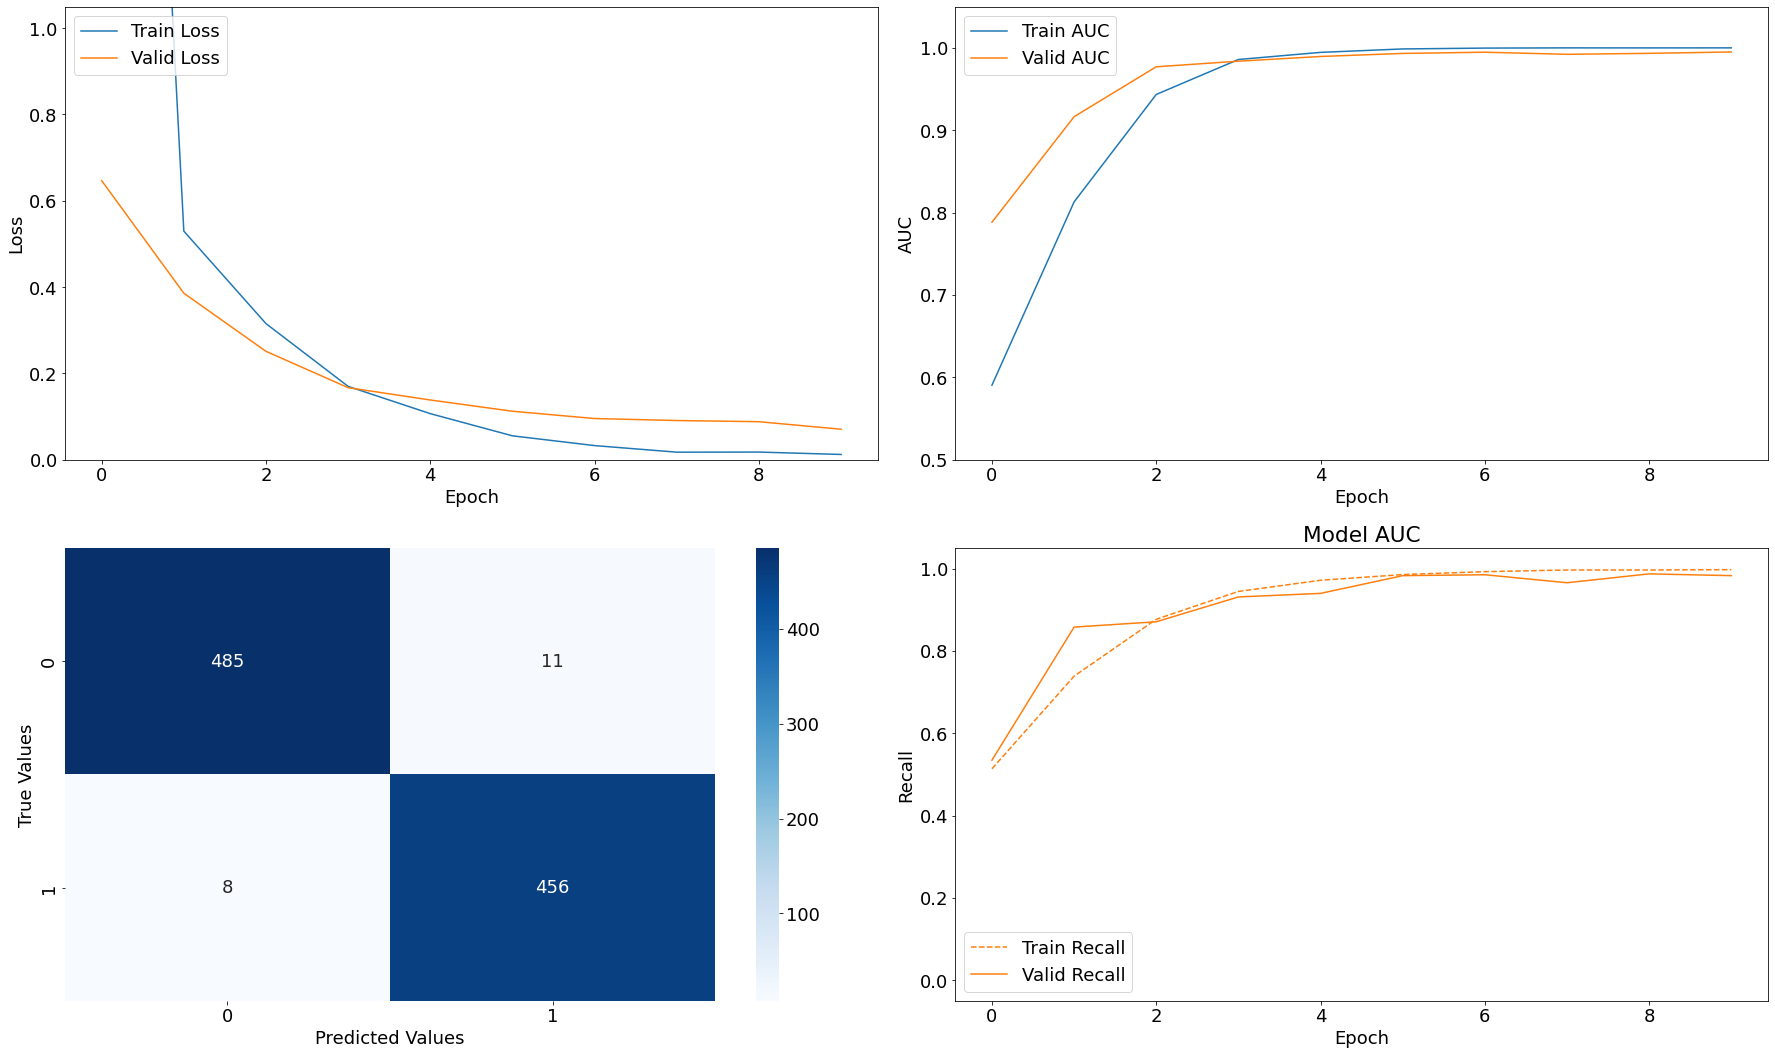 Train Loss
Valid Loss
1.0
0.8
0.6
0.4
0.2
0.0
Loss
0 2 4 6 8
Epoch
Train AUC
Valid AUC
1.0
0.9
0.8
0.7
0.6
0.5
AUC
0 2 4 6 8
Epoch
485 11
8 456
0
1
True Values
0 1
Predicted Values
400
300
200
100
Model AUC
1.0
0.8
0.6
0.4
0.2
0.0
Recall
Train Recall
Valid Recall
0 2 4 6 8
Epoch